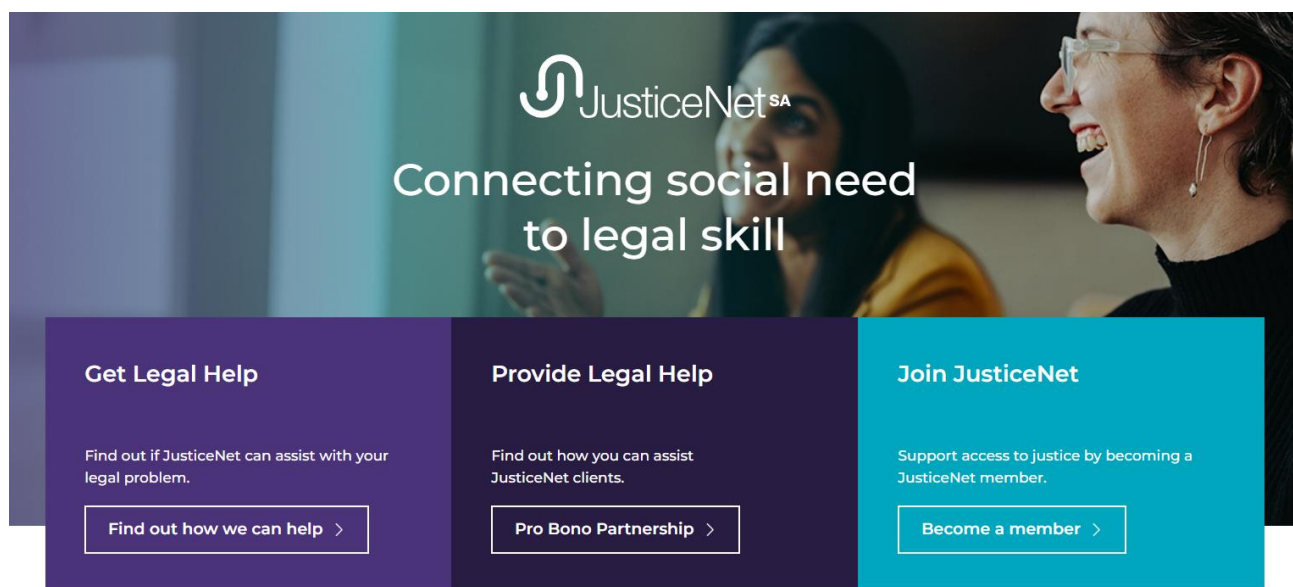 JusticeNet SA
Connecting social need
to legal skill
Get Legal Help
Find out if JusticeNet can assist with your
legal problem.
Find out how we can help >
Provide Legal Help
Find out how you can assist
JusticeNet clients.
Pro Bono Partnership >
Join JusticeNet
Support access to justice by becoming a
JusticeNet member.
Become a member >